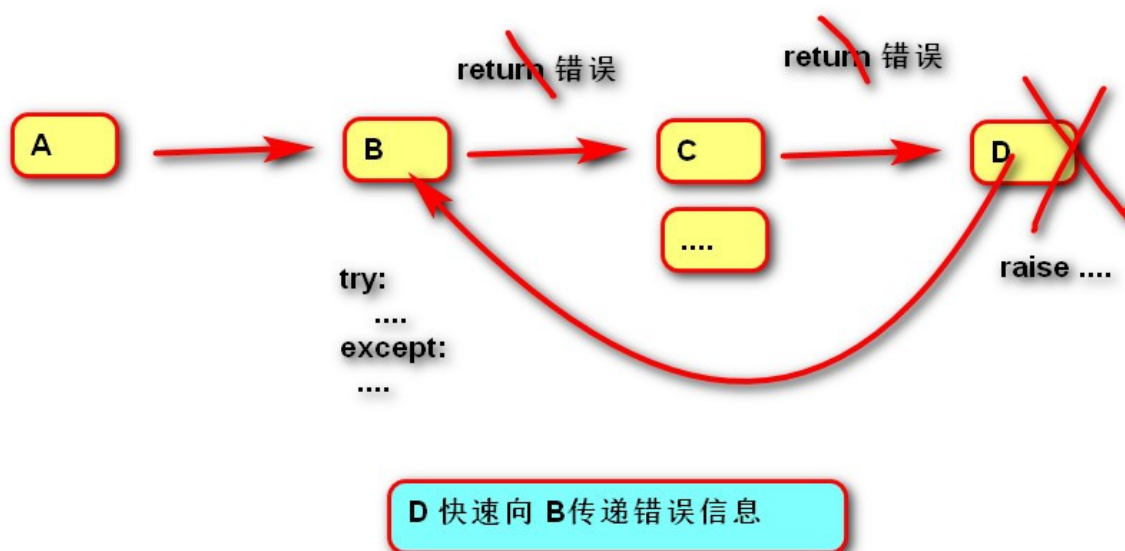 return 错误
return 错误
A
B
C
D
....
raise ....
try:
....
except:
....
D 快速向 B传递错误信息